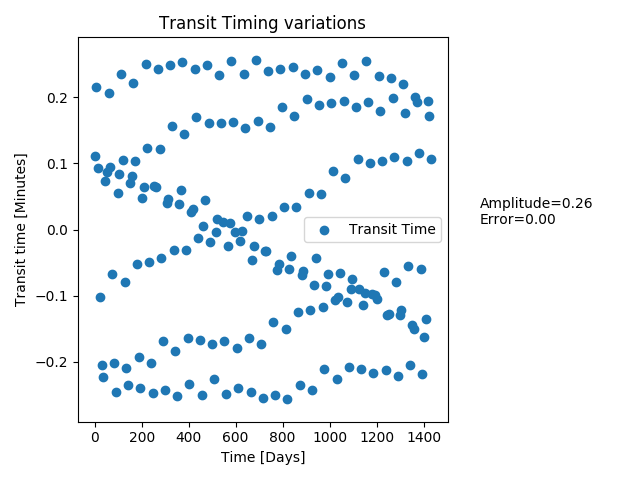 Transit Timing variations
Transit time [Minutes]
0.2
0.1
0.0
−0.1
−0.2
Transit Time
Amplitude=0.26
Error=0.00
0 200 400 600 800 1000 1200 1400
Time [Days]